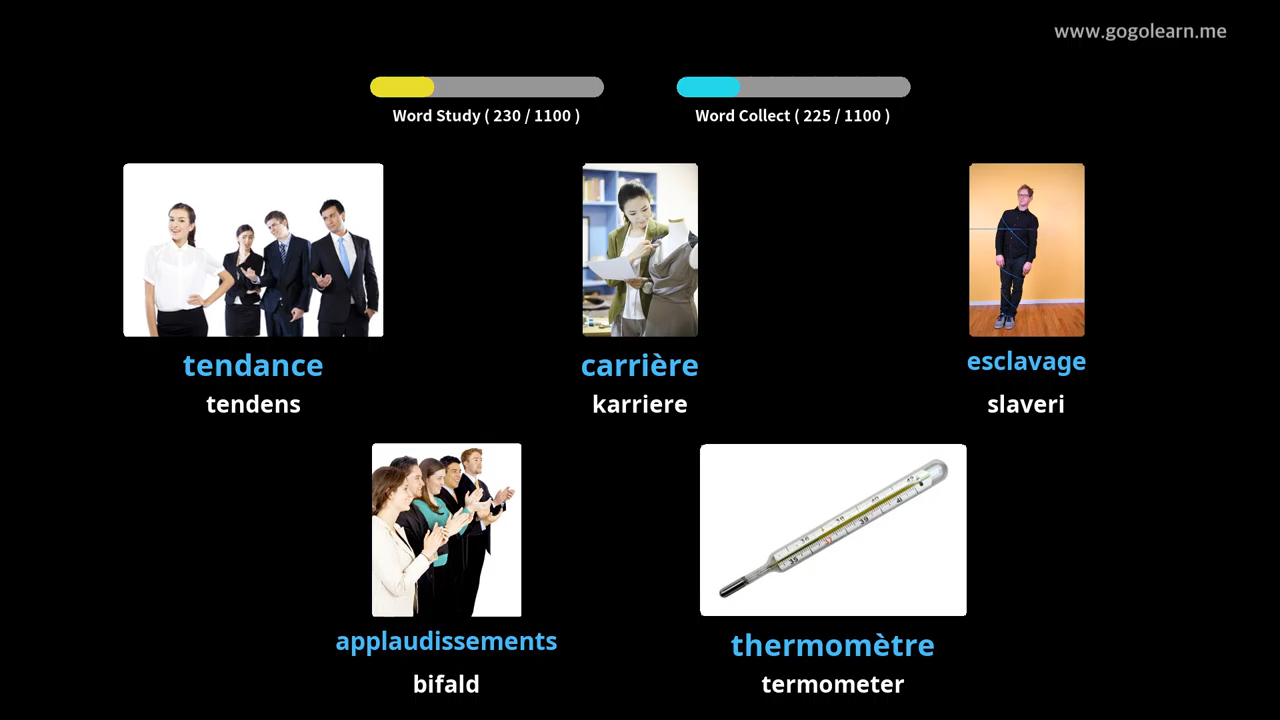 www.gogolearn.me
Word Study ( 230 / 1100 )
Word Collect ( 225 / 1100 )
tendance
carrière
esclavage
tendens
karriere
slaveri
applaudissements
thermomètre
bifald
termometer